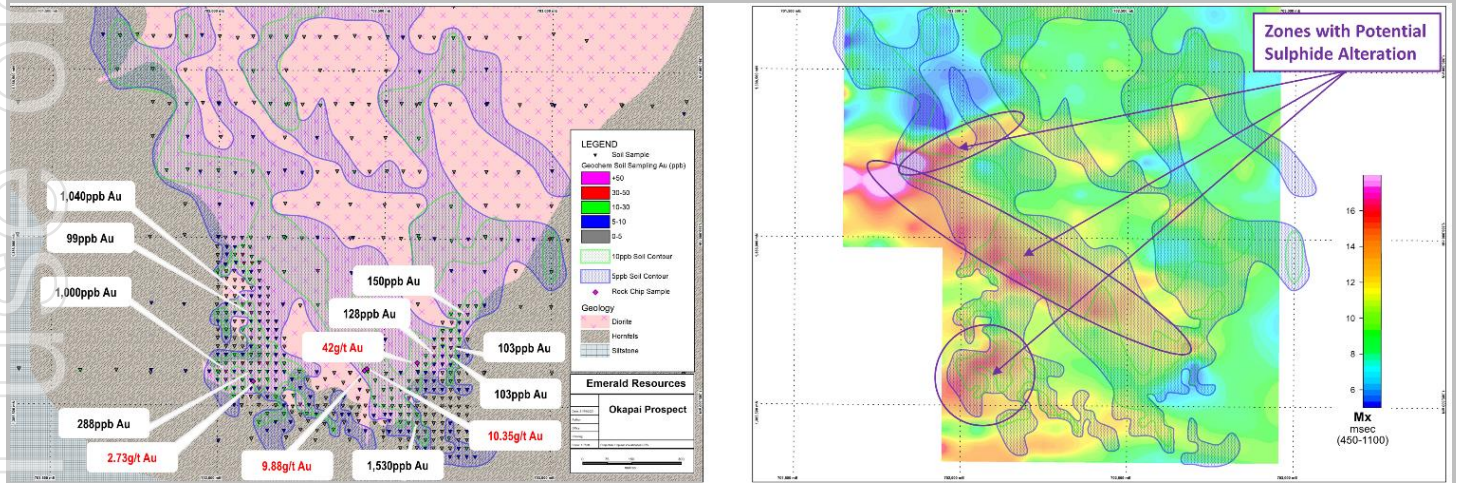 1,040ppb Au
99ppb Au
1,000ppb Au
288ppb Au
2.73g/t Au
9.88g/t Au
1,530ppb Au
10.35g/t Au
103ppb Au
103ppb Au
150ppb Au
128ppb Au
42g/t Au
LEGEND
Soil Sample
Geochem Soil Sampling Au (ppb)
+50
30-50
10-30
5-10
0-5
10ppb Soil Contour
5ppb Soil Contour
Rock Chip Sample
Geology
Diorite
Hornfels
Siltstone
Emerald Resources
Okapai Prospect
Zones with Potential
Sulphide Alteration
16
14
12
10
8
6
Mx
msec
(450-1100)